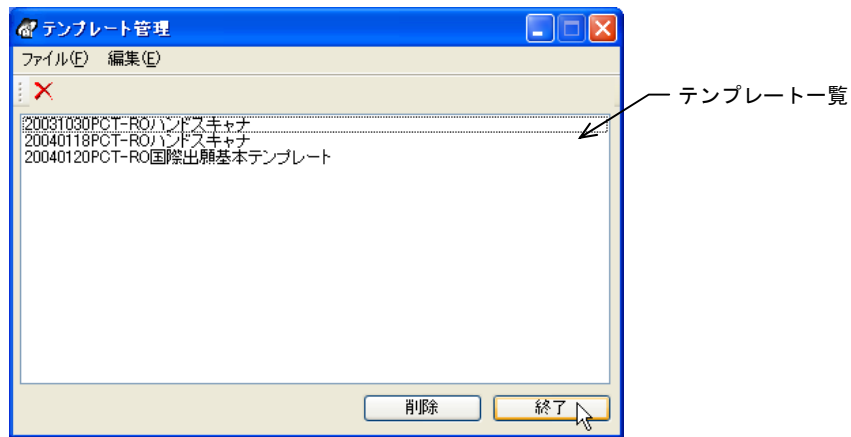 テンプレート管理
ファイル(F) 編集(E)
テンプレート一覧
20031030PCT-ROハンドスキャナ
20040118PCT-ROハンドスキャナ
20040120PCT-RO国際出願基本テンプレート
削除 終了